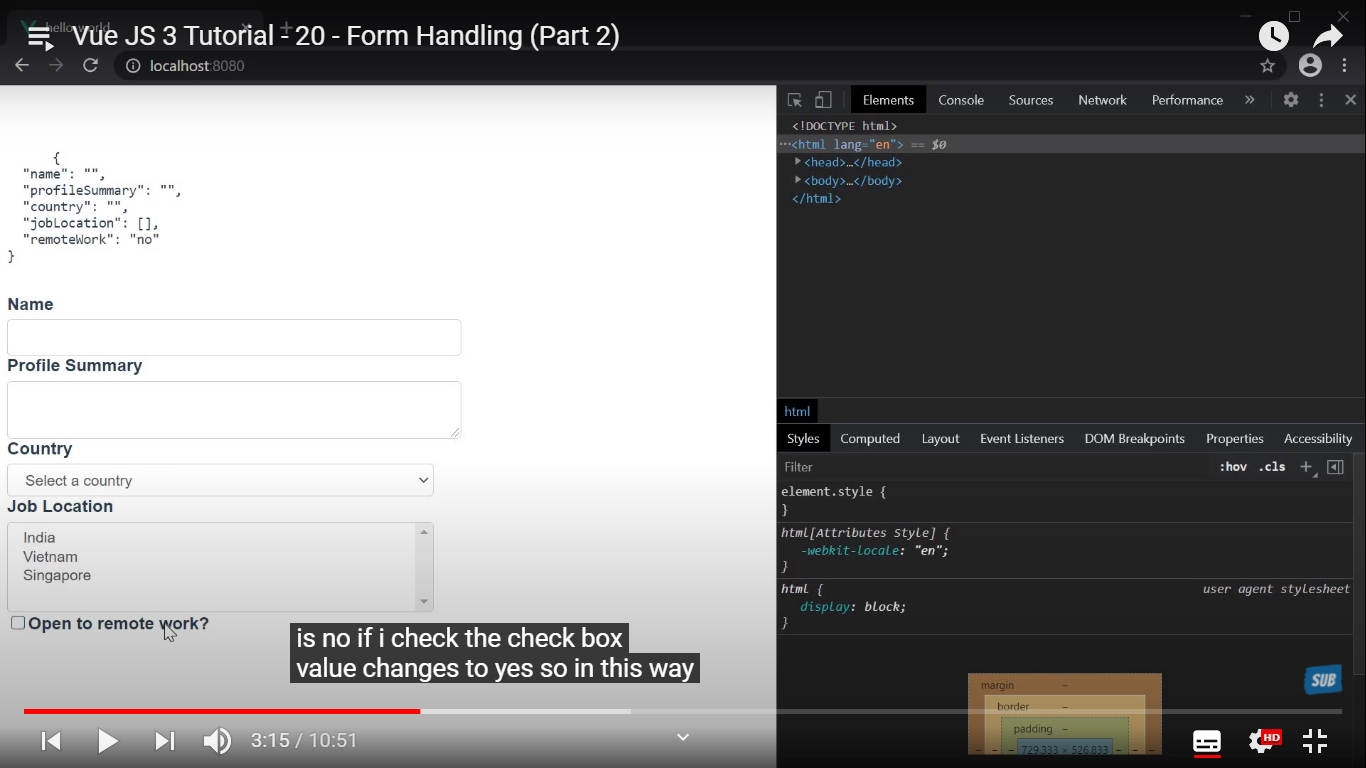 hello world
Vue JS 3 Tutorial - 20 - Form Handling (Part 2)
localhost:8080
{
"name": "",
"profileSummary": "",
"country": "",
"jobLocation": [],
"remoteWork": "no"
}
Name
Profile Summary
Country
Select a country
Job Location
India
Vietnam
Singapore
Open to remote work?
is no if i check the check box
value changes to yes so in this way
3:15 / 10:51
Elements Console Sources Network Performance »
<!DOCTYPE html>
⋯<html lang="en"> == $0
<head>…</head>
<body>…</body>
</html>
html
Styles Computed Layout Event Listeners DOM Breakpoints Properties Accessibility
Filter :hov .cls +
element.style {
}
html[Attributes Style] {
-webkit-locale: "en";
}
html { user agent stylesheet
display: block;
}
SUB
margin -
border -
padding -
- - - 729.333 × 526.833 - - -
HD